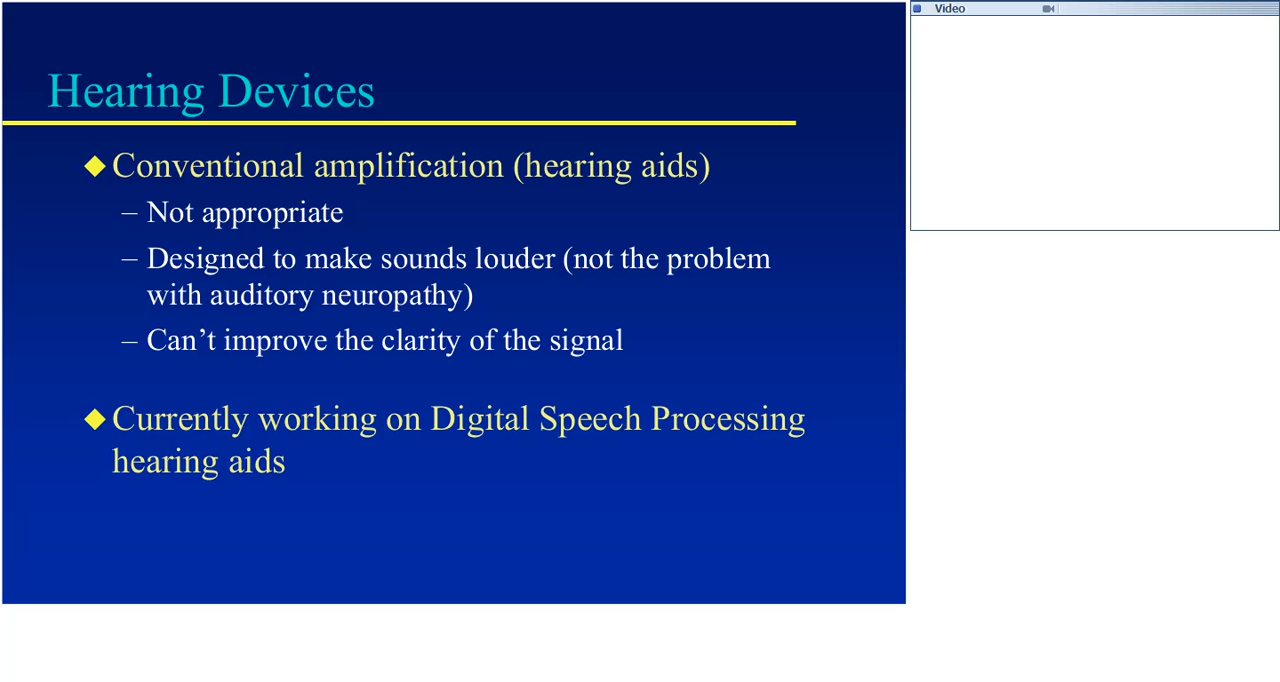 Hearing Devices
Video
◆ Conventional amplification (hearing aids)
– Not appropriate
– Designed to make sounds louder (not the problem
with auditory neuropathy)
– Can’t improve the clarity of the signal
◆ Currently working on Digital Speech Processing
hearing aids